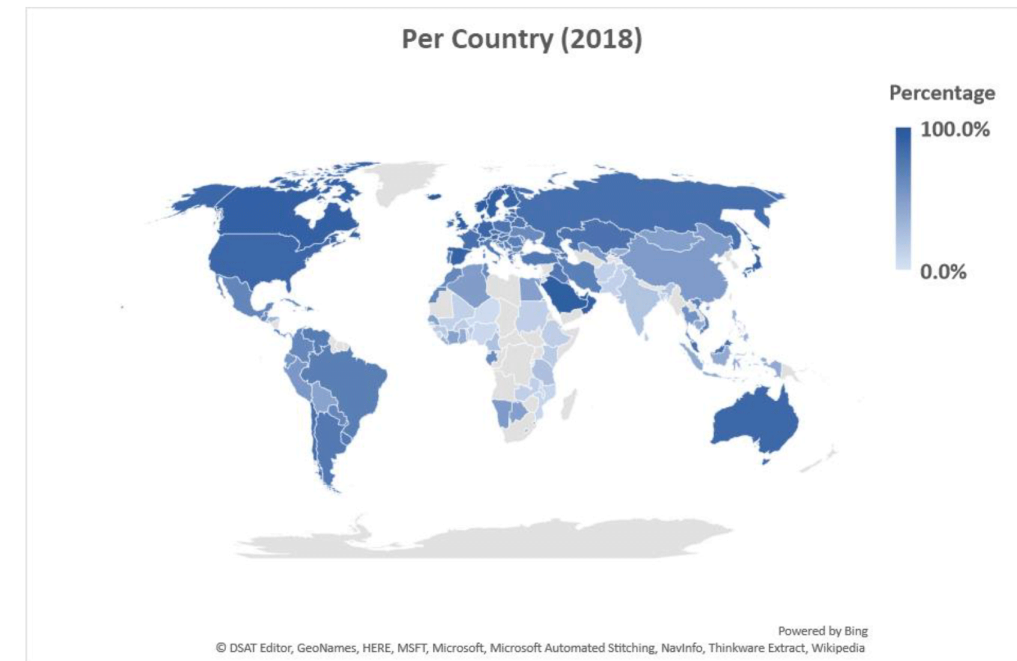 Per Country (2018)
Percentage
100.0%
0.0%
Powered by Bing
© DSAT Editor, GeoNames, HERE, MSFT, Microsoft, Microsoft Automated Stitching, NavInfo, Thinkware Extract, Wikipedia